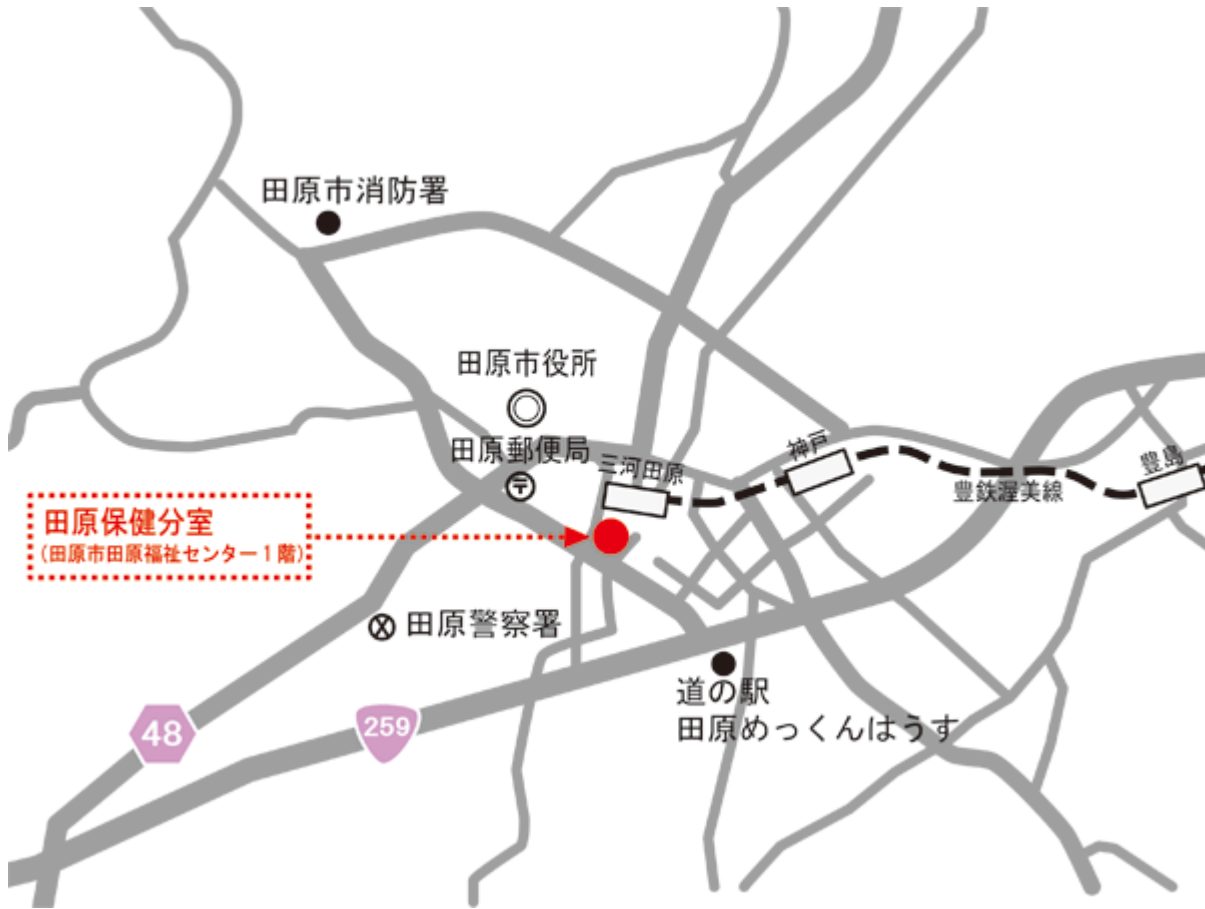 田原市消防署
田原市役所
田原郵便局
三河田原
神戸
豊島
豊鉄渥美線
田原保健分室
(田原市田原福祉センター1階)
田原警察署
道の駅
田原めっくんはうす
48
259